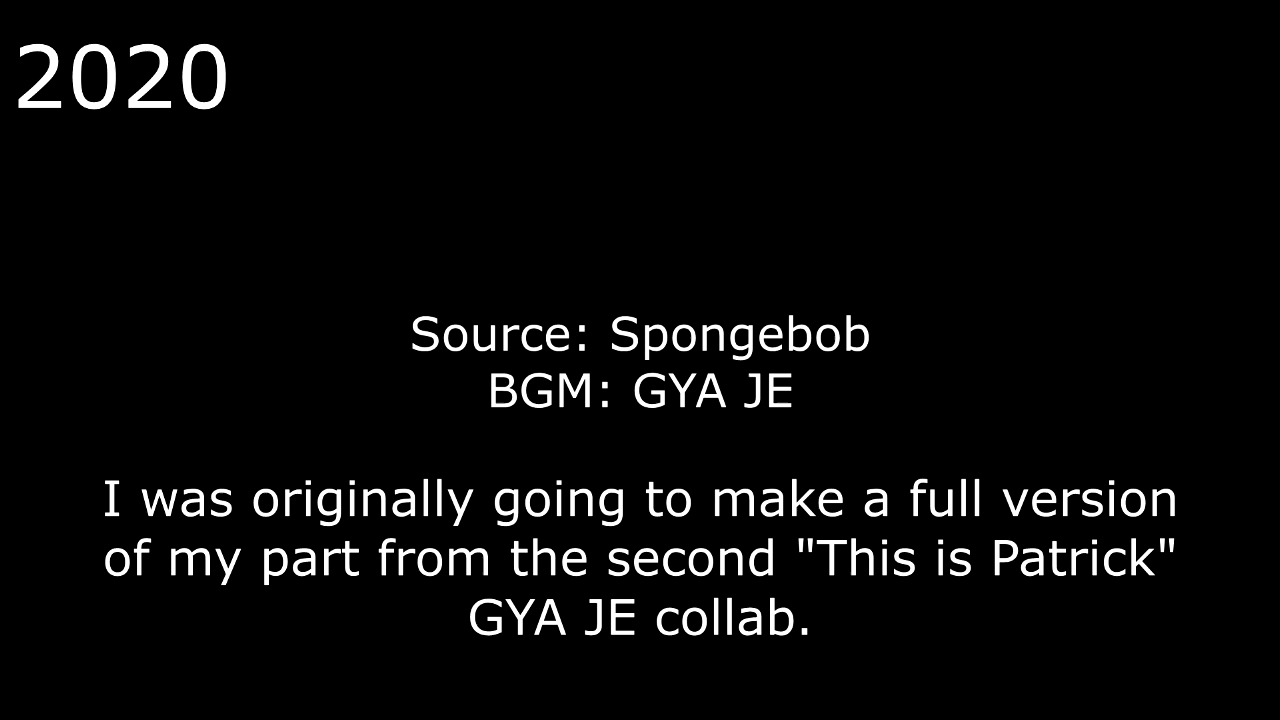 2020
Source: Spongebob
BGM: GYA JE
I was originally going to make a full version
of my part from the second "This is Patrick"
GYA JE collab.